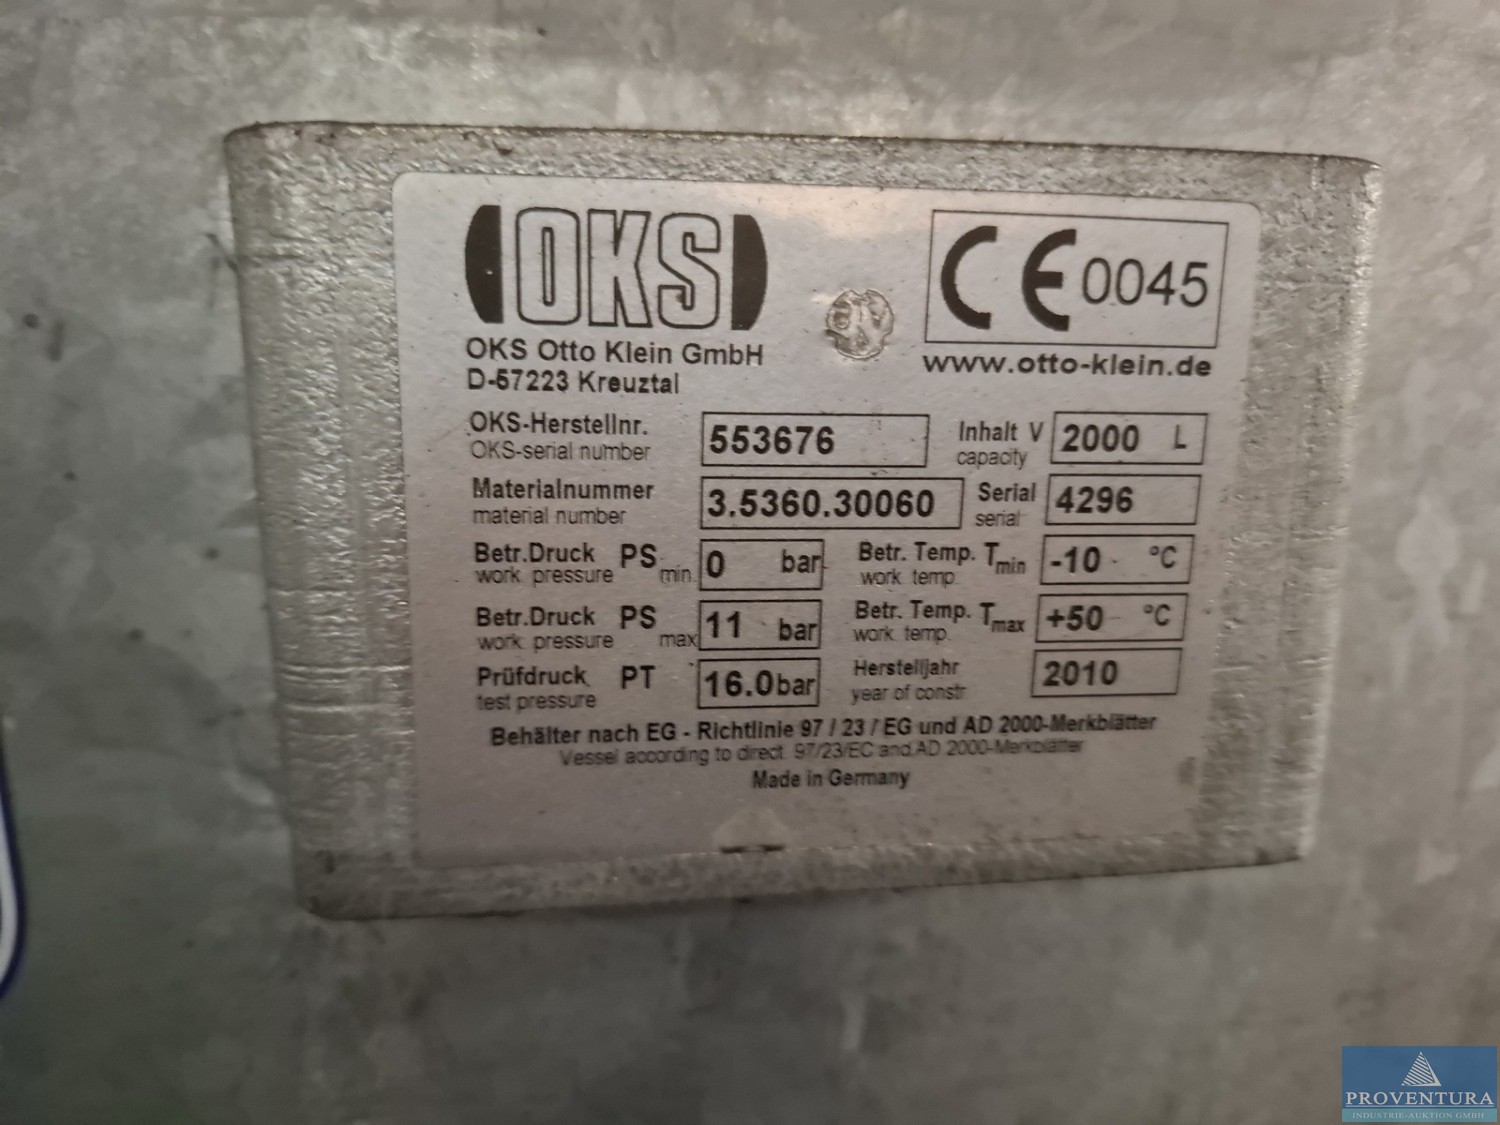 OKS
CE 0045
OKS Otto Klein GmbH
D-57223 Kreuztal
www.otto-klein.de
OKS-Herstellnr. 553676 Inhalt V 2000 L
OKS-serial number capacity
Materialnummer 3.5360.30060 Serial 4296
material number serial
Betr.Druck PS min. 0 bar Betr. Temp. Tmin -10 °C
work. pressure work. temp.
Betr.Druck PS max 11 bar Betr. Temp. Tmax +50 °C
work. pressure work. temp.
Prüfdruck PT 16.0bar Herstelljahr 2010
test pressure year of constr
Behälter nach EG - Richtlinie 97 / 23 / EG und AD 2000-Merkblätter
Vessel according to direct. 97/23/EC and AD 2000-Merkblätter
Made in Germany
PROVENTURA
INDUSTRIE-AUKTION GMBH